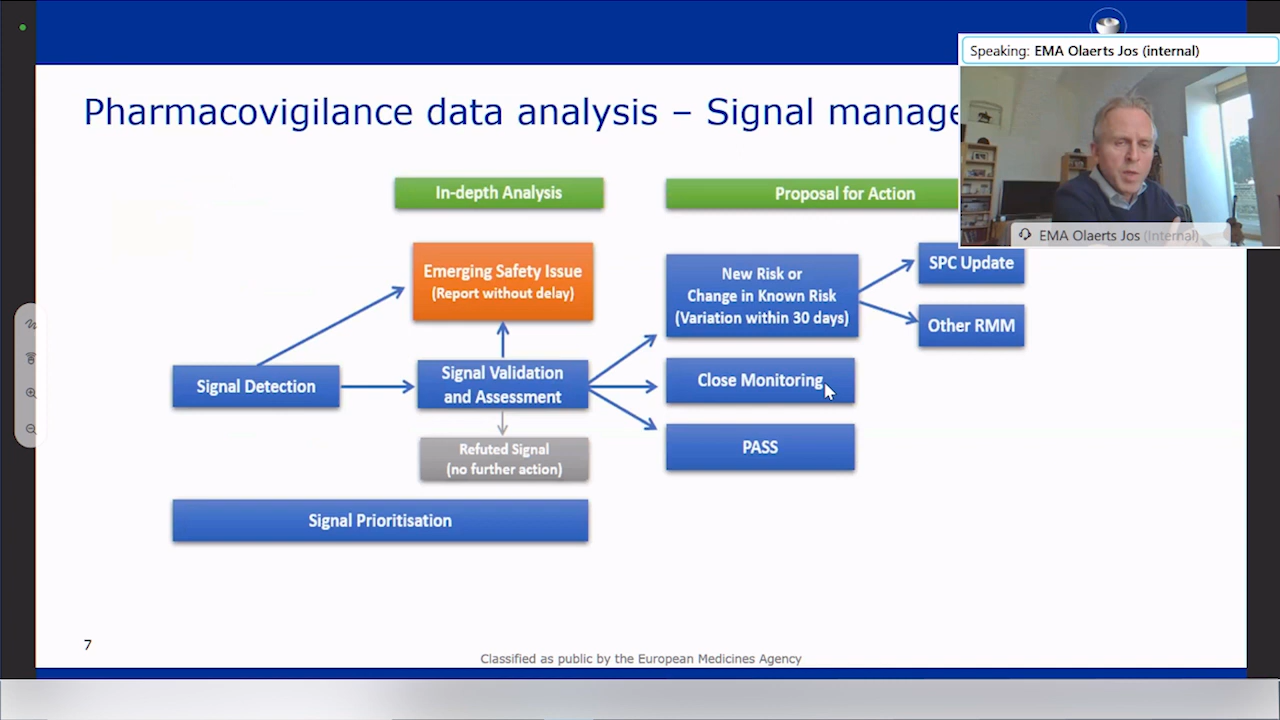 Speaking: EMA Olaerts Jos (internal)
EMA Olaerts Jos (Internal)
Pharmacovigilance data analysis – Signal manage
In-depth Analysis
Proposal for Action
Emerging Safety Issue
(Report without delay)
New Risk or
Change in Known Risk
(Variation within 30 days)
SPC Update
Other RMM
Signal Detection
Signal Validation
and Assessment
Close Monitoring
Refuted Signal
(no further action)
PASS
Signal Prioritisation
7
Classified as public by the European Medicines Agency